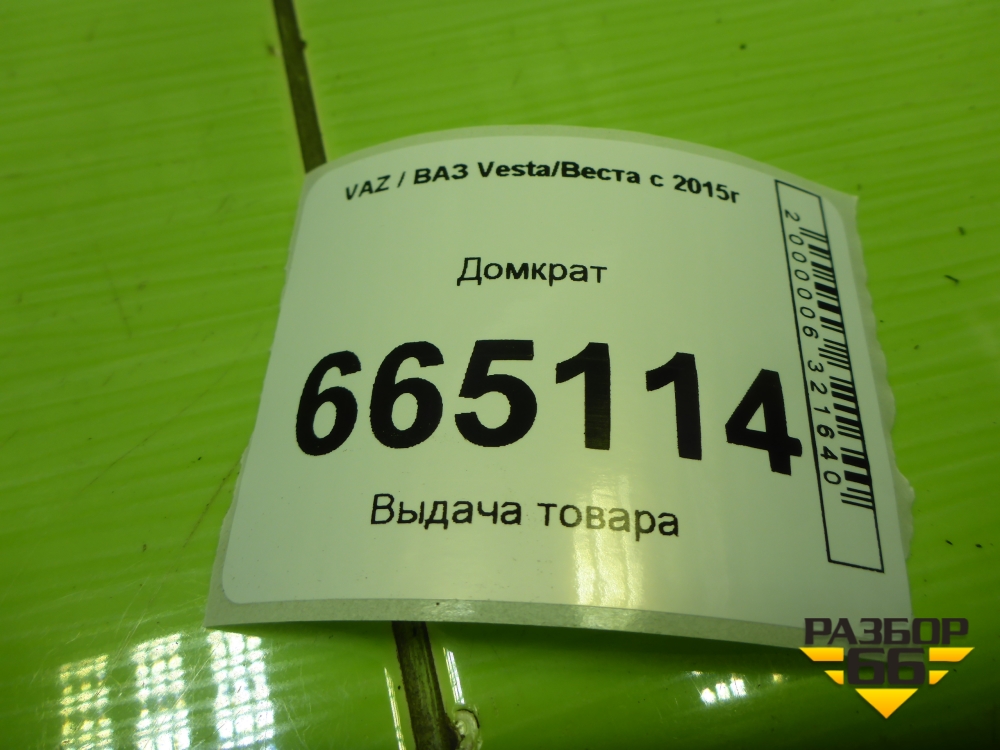 VAZ / ВАЗ Vesta/Веста с 2015г
Домкрат
665114
Выдача товара
2000006321640
РАЗБОР
66